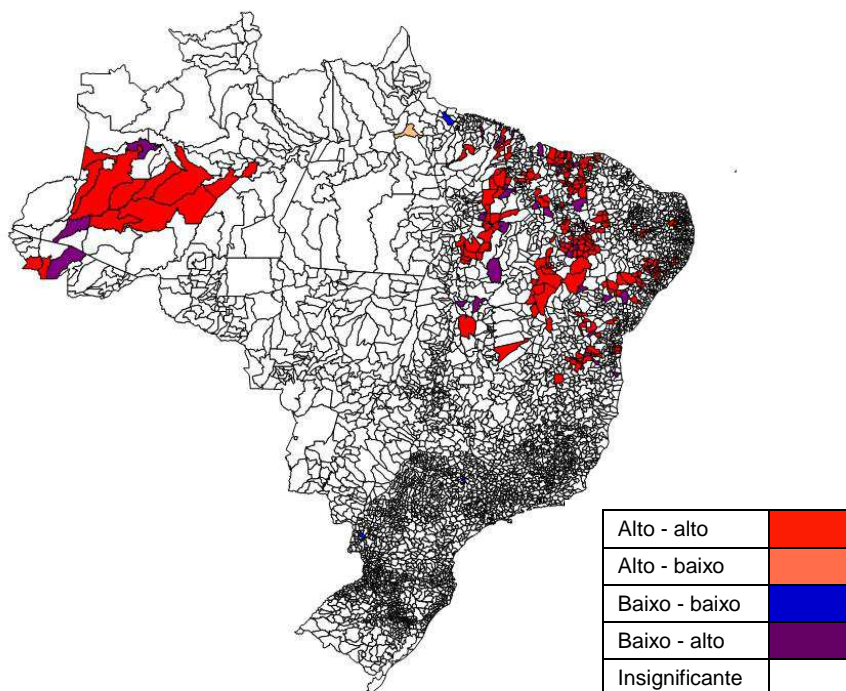 Alto - alto
Alto - baixo
Baixo - baixo
Baixo - alto
Insignificante